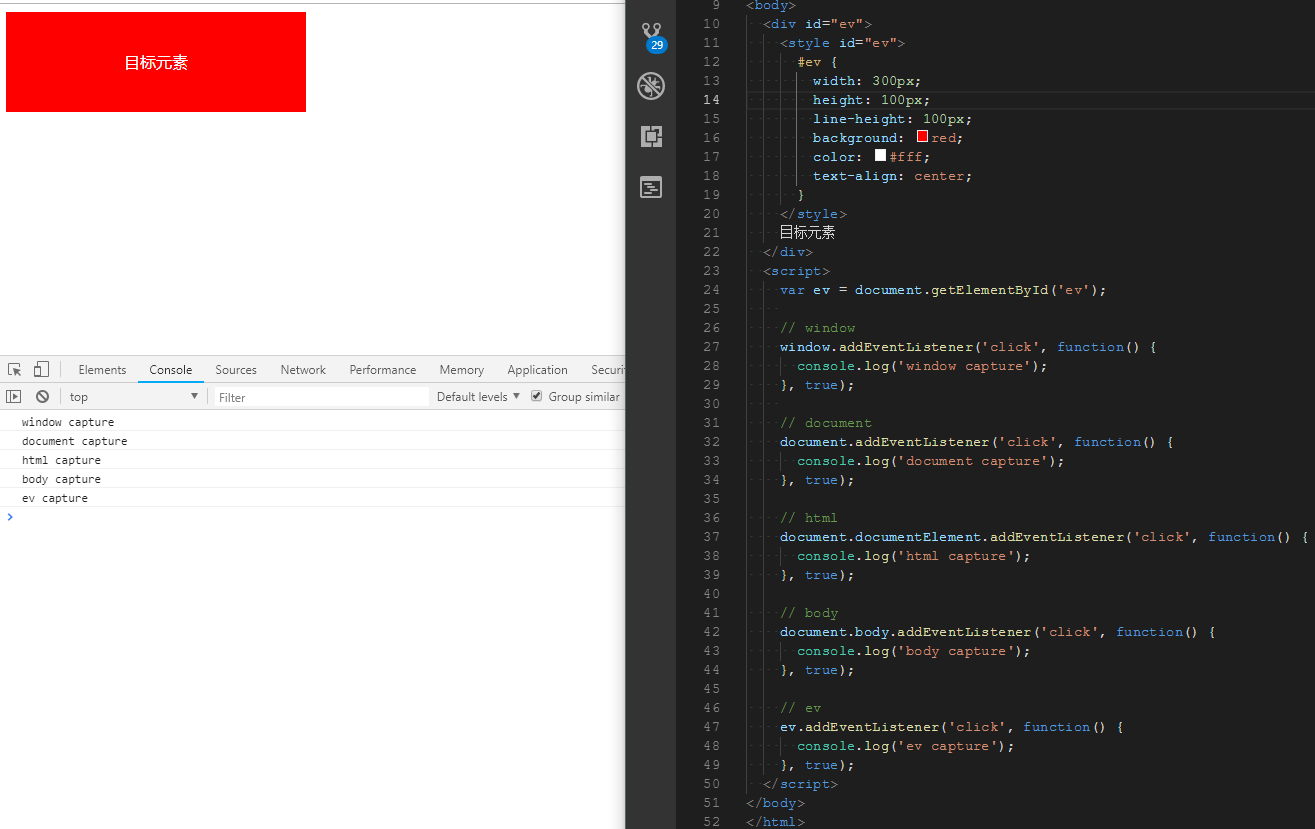 目标元素
Elements Console Sources Network Performance Memory Application Securi
top Filter Default levels Group similar
window capture
document capture
html capture
body capture
ev capture
29
9 <body>
10 <div id="ev">
11 <style id="ev">
12 #ev {
13 width: 300px;
14 height: 100px;
15 line-height: 100px;
16 background: red;
17 color: #fff;
18 text-align: center;
19 }
20 </style>
21 目标元素
22 </div>
23 <script>
24 var ev = document.getElementById('ev');
25
26 // window
27 window.addEventListener('click', function() {
28 console.log('window capture');
29 }, true);
30
31 // document
32 document.addEventListener('click', function() {
33 console.log('document capture');
34 }, true);
35
36 // html
37 document.documentElement.addEventListener('click', function() {
38 console.log('html capture');
39 }, true);
40
41 // body
42 document.body.addEventListener('click', function() {
43 console.log('body capture');
44 }, true);
45
46 // ev
47 ev.addEventListener('click', function() {
48 console.log('ev capture');
49 }, true);
50 </script>
51 </body>
52 </html>